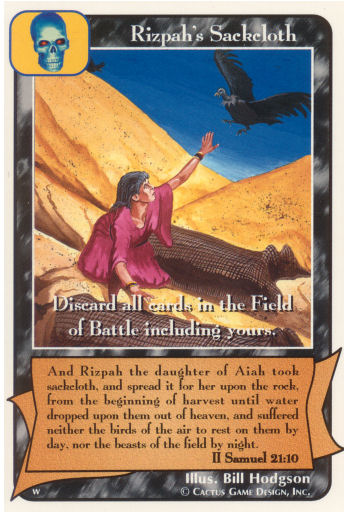 Rizpah's Sackcloth
Discard all cards in the Field
of Battle including yours.
And Rizpah the daughter of Aiah took
sackcloth, and spread it for her upon the rock,
from the beginning of harvest until water
dropped upon them out of heaven, and suffered
neither the birds of the air to rest on them by
day, nor the beasts of the field by night.
II Samuel 21:10
Illus. Bill Hodgson
W © Cactus Game Design, Inc.